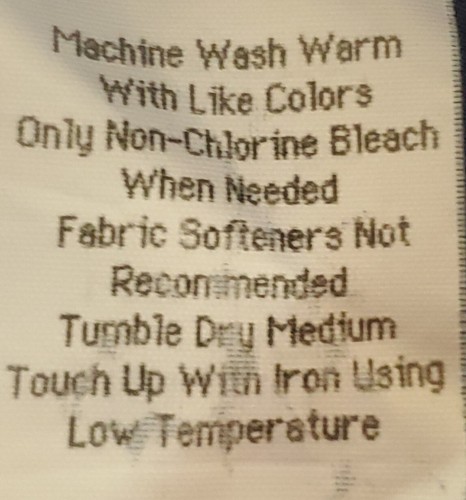 Machine Wash Warm
With Like Colors
Only Non-Chlorine Bleach
When Needed
Fabric Softeners Not
Recommended
Tumble Dry Medium
Touch Up With Iron Using
Low Temperature